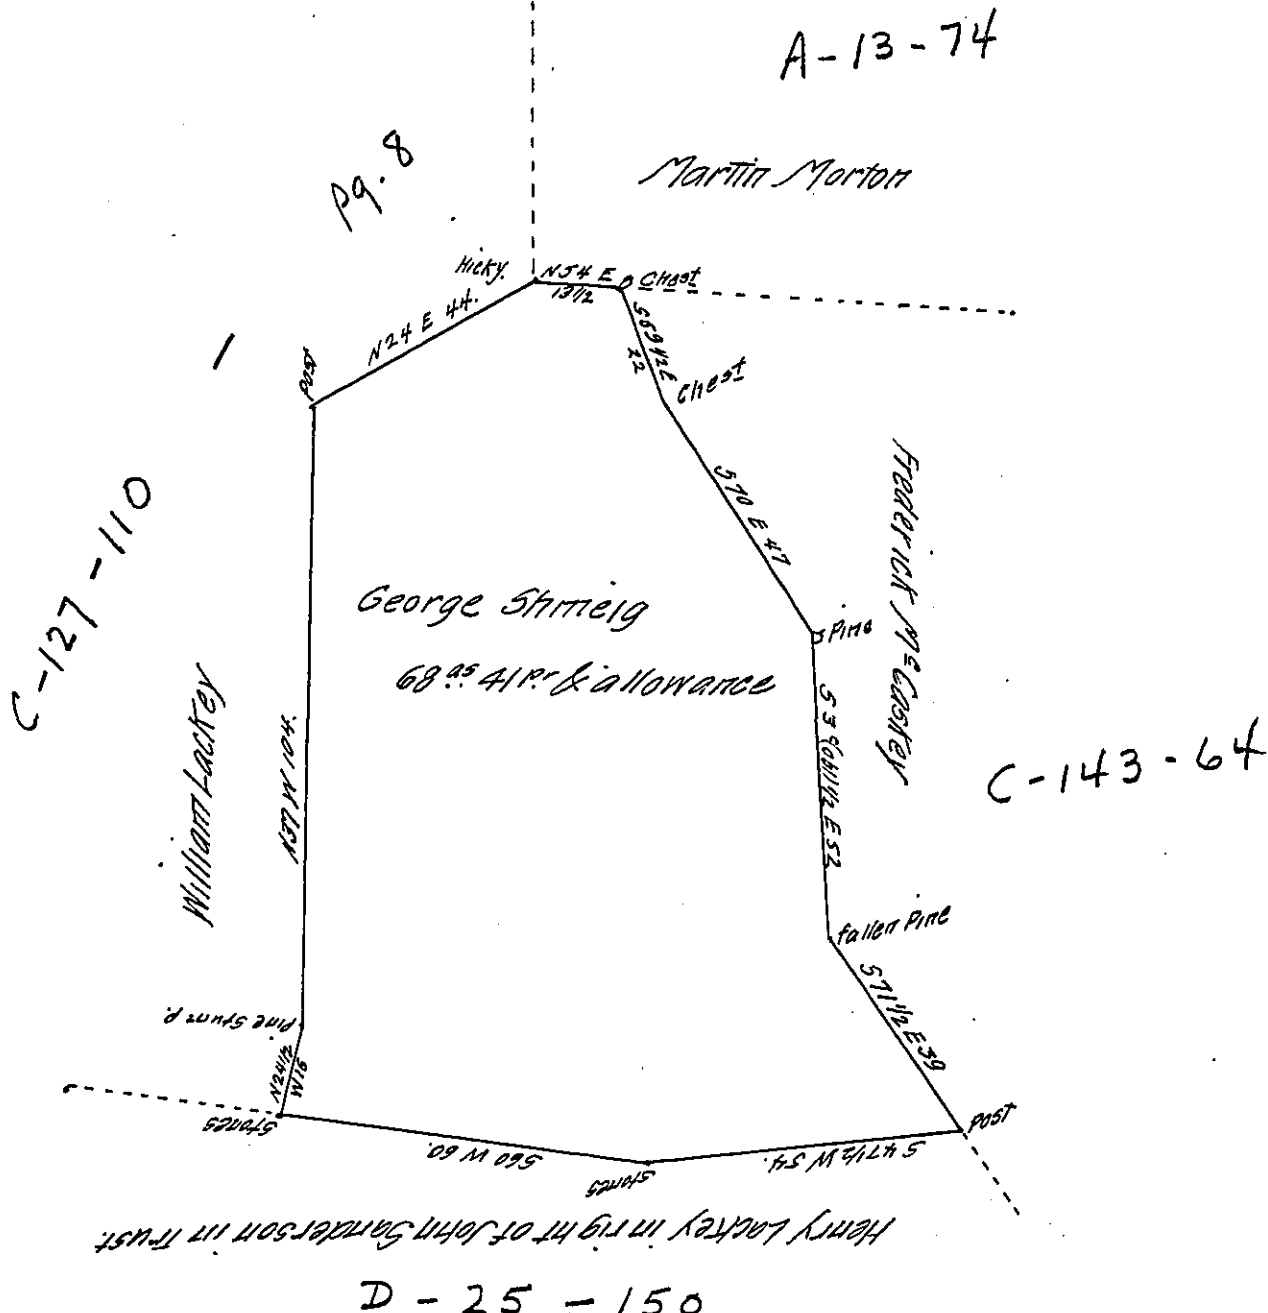 A-13-74
pg. 8
Martin Morton
Hicky.
N54 E
13 1/2
Chest
N24 E 44.
S69 1/2 E
22
Post
Chest
S70 E 47
C-127-110
Frederick McCaskey
George Shmeig
Pine
68 as 41 Pr & allowance
William Lackey
N37 W 104.
1/2 E 52
C-143-64
fallen Pine
S71 1/2 E 39
Pine Stump.
N24 1/2
W 16
Stones
Post
S60 W 60.
S47 1/2 W 54.
Stones
Henry Lackey in right of John Sanderson in Trust
D-25-150